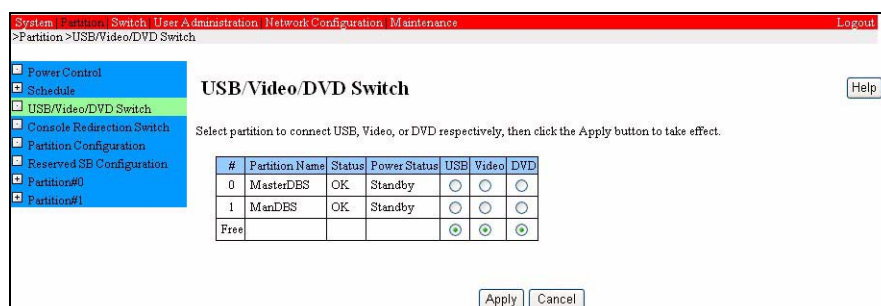 System | Partition | Switch | User Administration | Network Configuration | Maintenance Logout
>Partition >USB/Video/DVD Switch
Power Control
Schedule
USB/Video/DVD Switch
Console Redirection Switch
Partition Configuration
Reserved SB Configuration
Partition#0
Partition#1
USB/Video/DVD Switch
Help
Select partition to connect USB, Video, or DVD respectively, then click the Apply button to take effect.
# Partition Name Status Power Status USB Video DVD
0 MasterDBS OK Standby
1 ManDBS OK Standby
Free
Apply Cancel